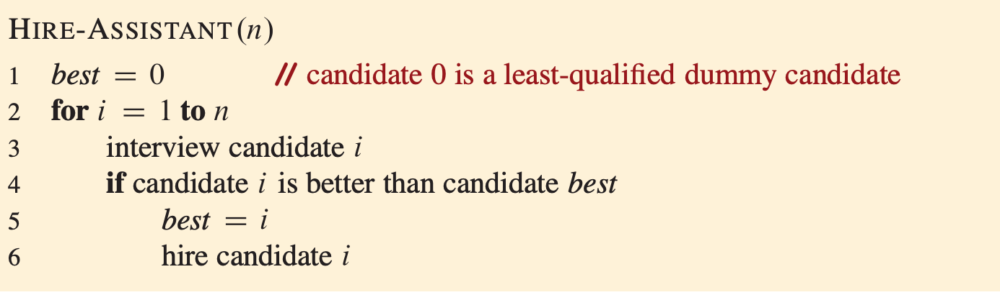 HIRE-ASSISTANT(n)
1 best = 0 // candidate 0 is a least-qualified dummy candidate
2 for i = 1 to n
3 interview candidate i
4 if candidate i is better than candidate best
5 best = i
6 hire candidate i